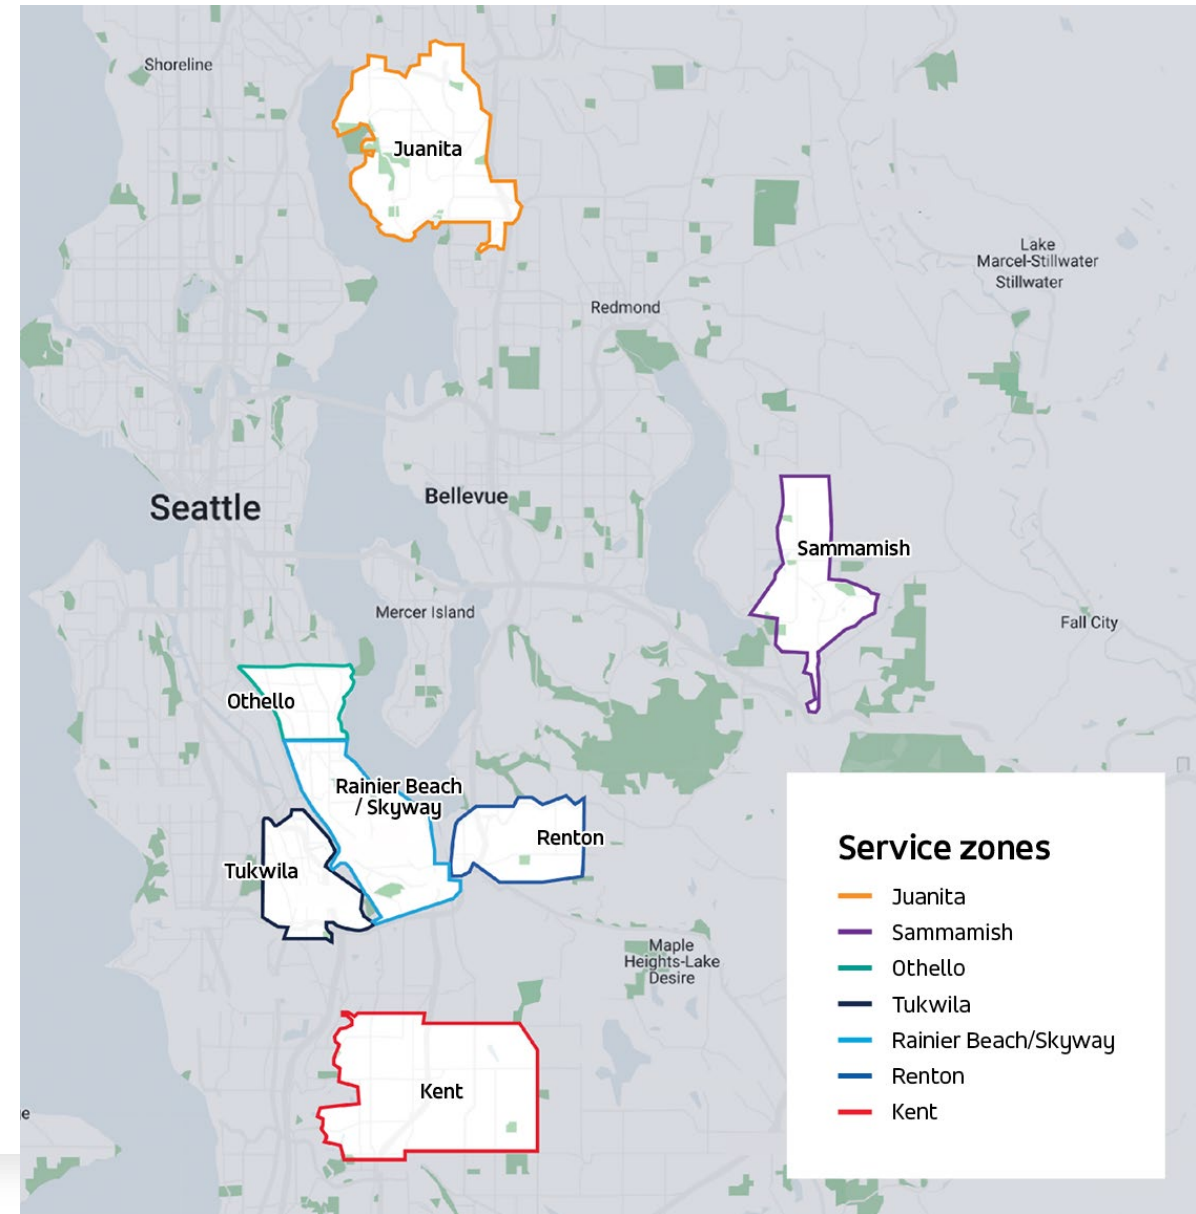 Shoreline
Juanita
Lake
Marcel-Stillwater
Stillwater
Redmond
Seattle
Bellevue
Sammamish
Mercer Island
Fall City
Othello
Rainier Beach
/ Skyway
Renton
Tukwila
Maple
Heights-Lake
Desire
Kent
e
Service zones
Juanita
Sammamish
Othello
Tukwila
Rainier Beach/Skyway
Renton
Kent